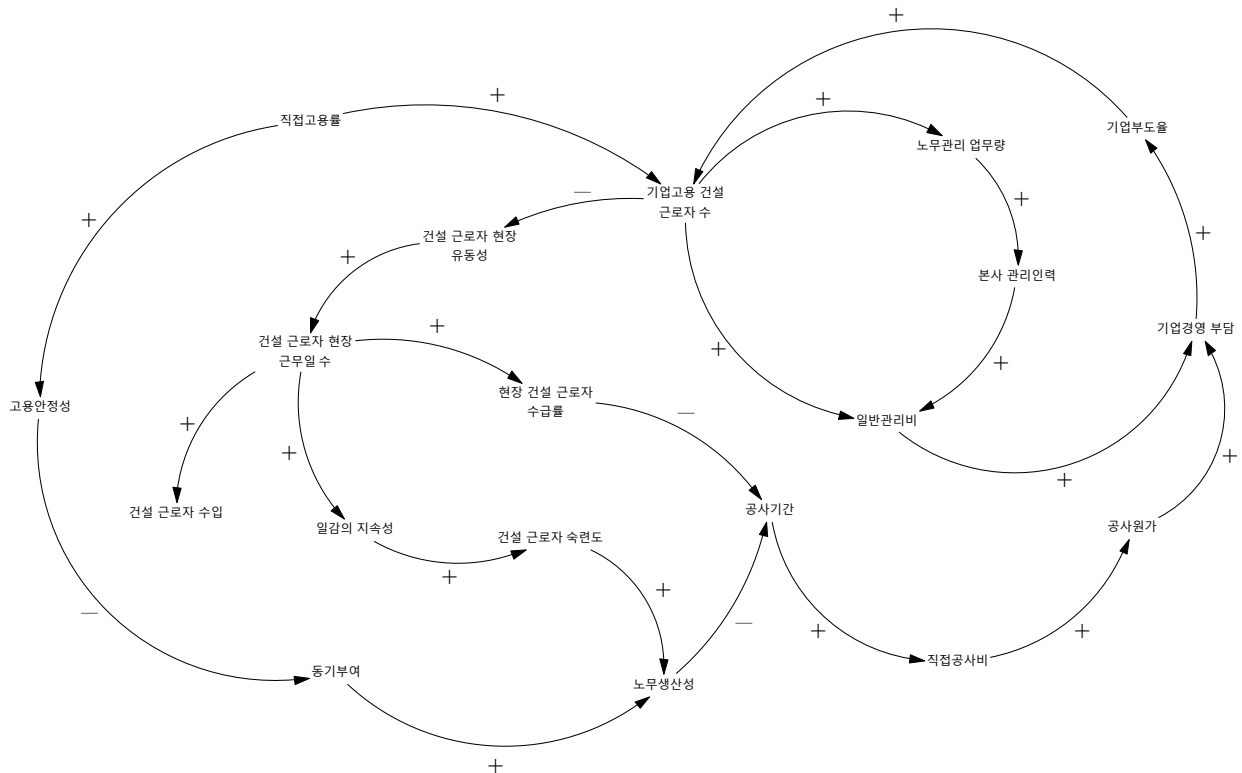 +
+
+
기업부도율
직접고용률
노무관리 업무량
—
기업고용 건설
근로자 수
+
+
+
건설 근로자 현장
유동성
+
본사 관리인력
+
기업경영 부담
건설 근로자 현장
근무일 수
+
+
—
고용안정성
현장 건설 근로자
수급률
일반관리비
+
+
+
+
건설 근로자 수입
공사기간
일감의 지속성
건설 근로자 숙련도
공사원가
+
+
—
—
+
+
동기부여
노무생산성
직접공사비
+